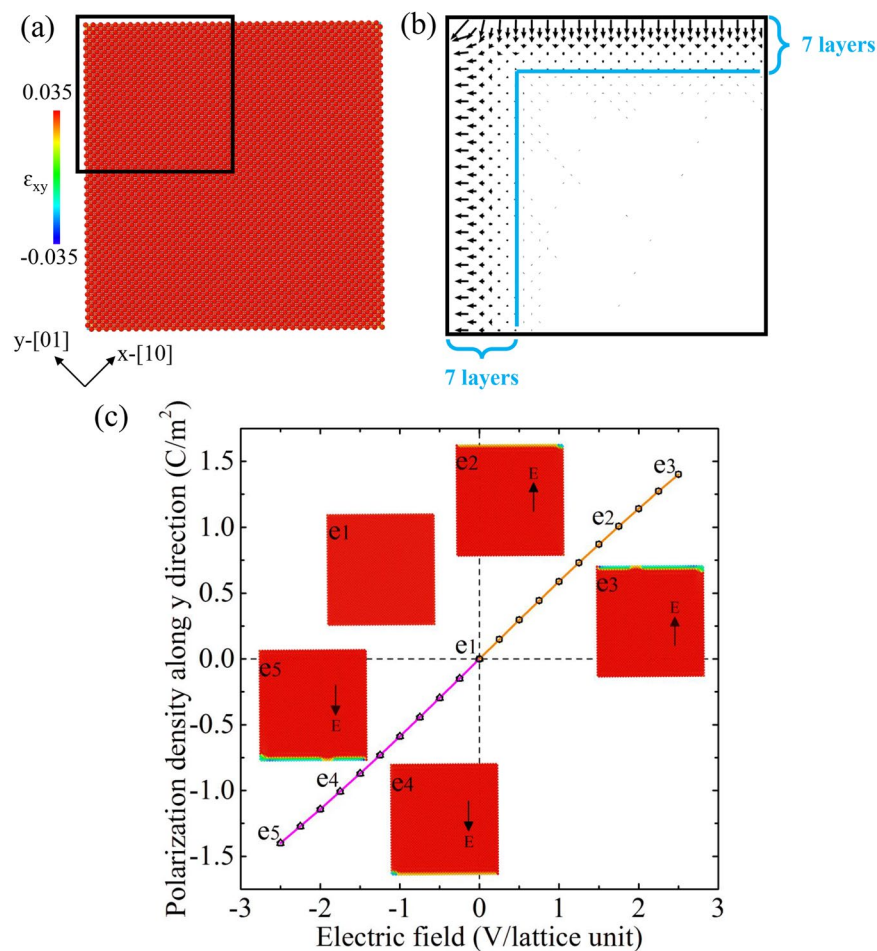 (a)
0.035
εxy
-0.035
y-[01]
x-[10]
(b)
7 layers
7 layers
(c)
Polarization density along y direction (C/m²)
1.5
1.0
0.5
0.0
-0.5
-1.0
-1.5
e2
E
e3
e2
e1
e3
E
e1
e5
E
e4
e5
e4
E
-3
-2
-1
0
1
2
3
Electric field (V/lattice unit)